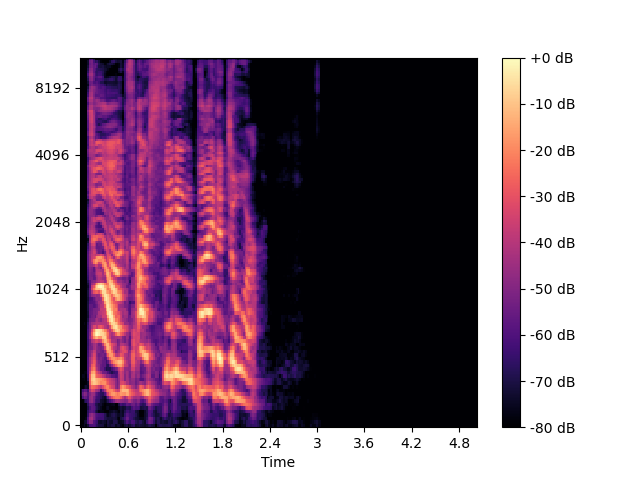 +0 dB
8192
-10 dB
4096
-20 dB
-30 dB
2048
-40 dB
Hz
1024
-50 dB
-60 dB
512
-70 dB
0
-80 dB
0 0.6 1.2 1.8 2.4 3 3.6 4.2 4.8
Time